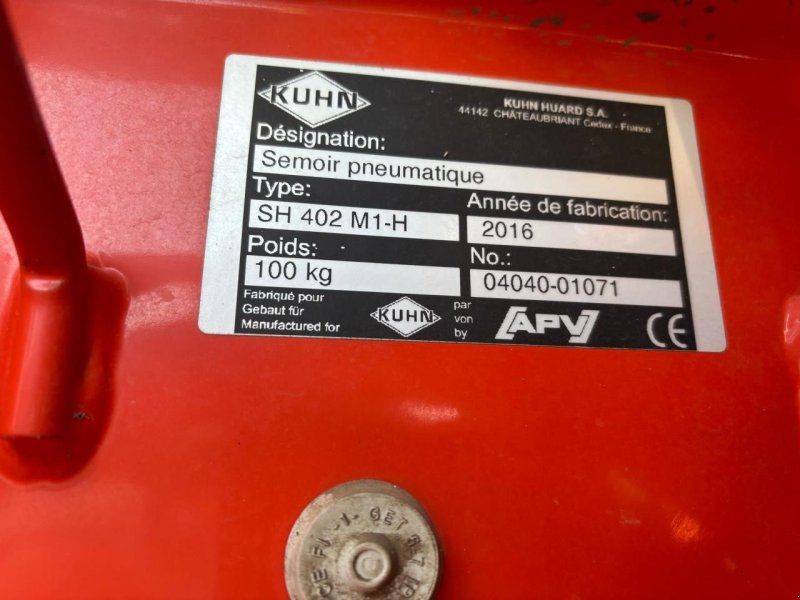 KUHN
KUHN HUARD S.A.
44142 CHÂTEAUBRIANT Cedex - France
Désignation:
Semoir pneumatique
Type:
SH 402 M1-H
Année de fabrication:
2016
Poids:
100 kg
No.:
04040-01071
Fabriqué pour
Gebaut für
Manufactured for
KUHN
par
von
by
APV
CE